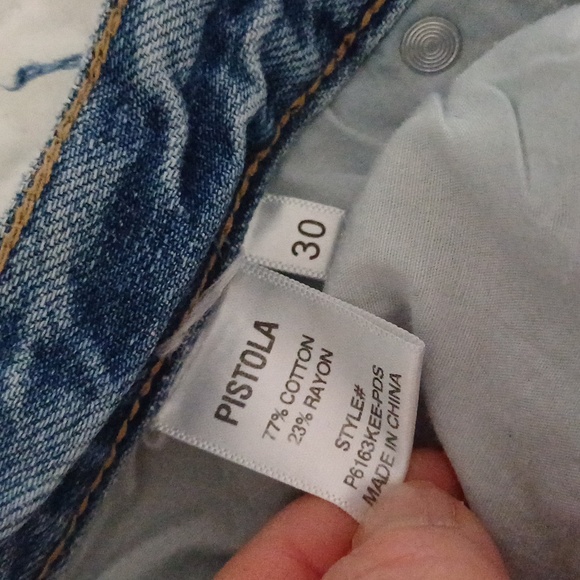 30
PISTOLA
77% COTTON
23% RAYON
STYLE#
P6163KEE-PDS
MADE IN CHINA